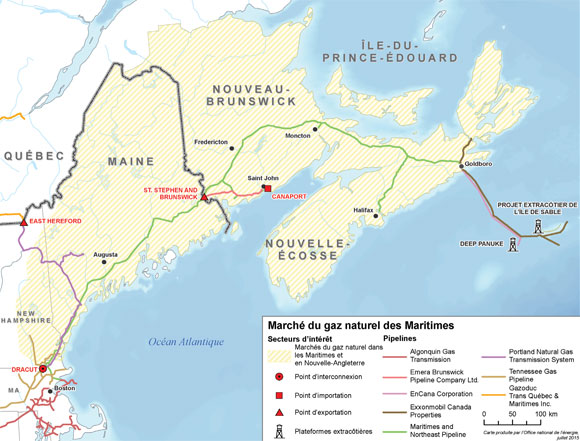 ÎLE-DU-
PRINCE-ÉDOUARD
NOUVEAU-
BRUNSWICK
Moncton
Fredericton
QUÉBEC
MAINE
Goldboro
Saint John
ST. STEPHEN AND
BRUNSWICK
CANAPORT
PROJET EXTRACÔTIER DE
L'ÎLE DE SABLE
EAST HEREFORD
Halifax
DEEP PANUKE
NOUVELLE-
ÉCOSSE
Augusta
NEW
HAMPSHIRE
Océan Atlantique
DRACUT
MA
Boston
Marché du gaz naturel des Maritimes
Secteurs d'intérêt
Marchés du gaz naturel dans
les Maritimes et
en Nouvelle-Angleterre
Point d'interconnexion
Point d'importation
Point d'exportation
Plateformes extracôtières
Pipelines
Algonquin Gas
Transmission
Emera Brunswick
Pipeline Company Ltd.
EnCana Corporation
Exxonmobil Canada
Properties
Maritimes and
Northeast Pipeline
Portland Natural Gas
Transmission System
Tennessee Gas
Pipeline
Gazoduc
Trans Québec &
Maritimes Inc.
0 50 100
km
Carte produite par l'Office national de l'énergie,
juillet 2015